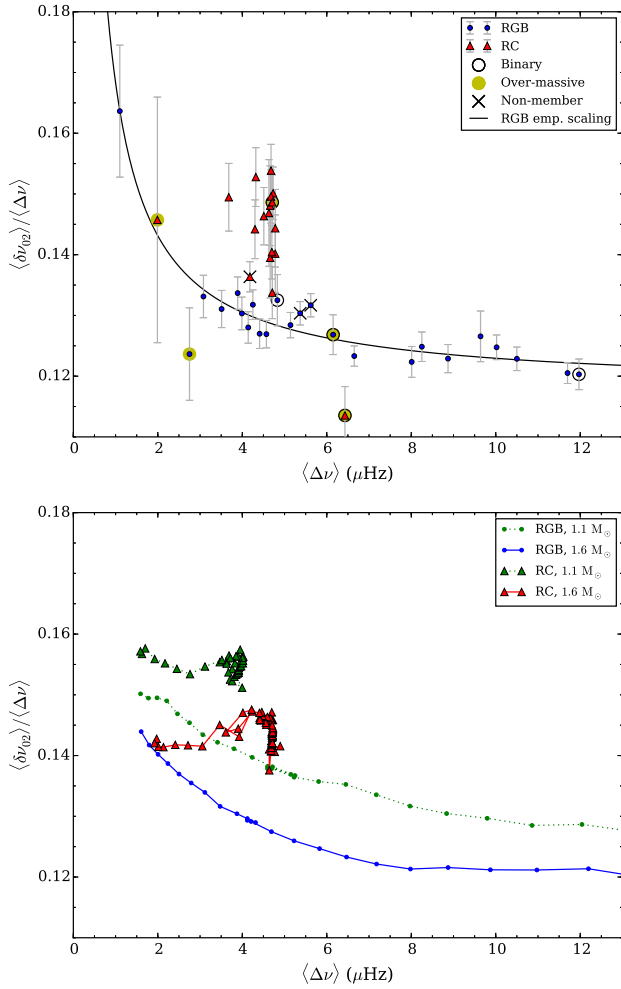 0.18
0.16
0.14
0.12
⟨δν₀₂⟩/⟨Δν⟩
RGB
RC
Binary
Over-massive
Non-member
RGB emp. scaling
0 2 4 6 8 10 12
⟨Δν⟩ (μHz)
0.18
0.16
0.14
0.12
⟨δν₀₂⟩/⟨Δν⟩
RGB, 1.1 M☉
RGB, 1.6 M☉
RC, 1.1 M☉
RC, 1.6 M☉
0 2 4 6 8 10 12
⟨Δν⟩ (μHz)